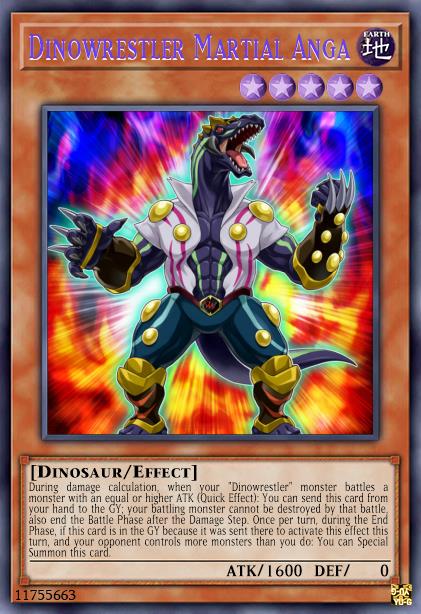 DINOWRESTLER MARTIAL ANGA
EARTH
地
[DINOSAUR/EFFECT]
During damage calculation, when your "Dinowrestler" monster battles a
monster with an equal or higher ATK (Quick Effect): You can send this card from
your hand to the GY; your battling monster cannot be destroyed by that battle,
also end the Battle Phase after the Damage Step. Once per turn, during the End
Phase, if this card is in the GY because it was sent there to activate this effect this
turn, and your opponent controls more monsters than you do: You can Special
Summon this card.
ATK/1600 DEF/ 0
11755663